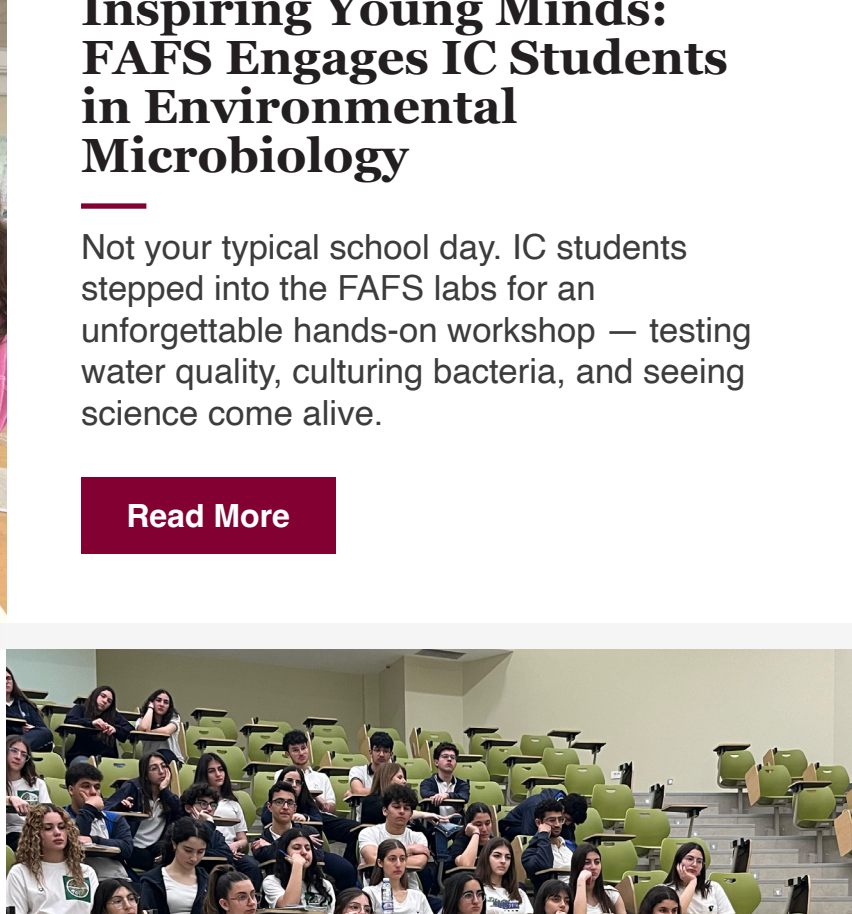 Inspiring Young Minds:
FAFS Engages IC Students
in Environmental
Microbiology
Not your typical school day. IC students
stepped into the FAFS labs for an
unforgettable hands-on workshop — testing
water quality, culturing bacteria, and seeing
science come alive.
Read More